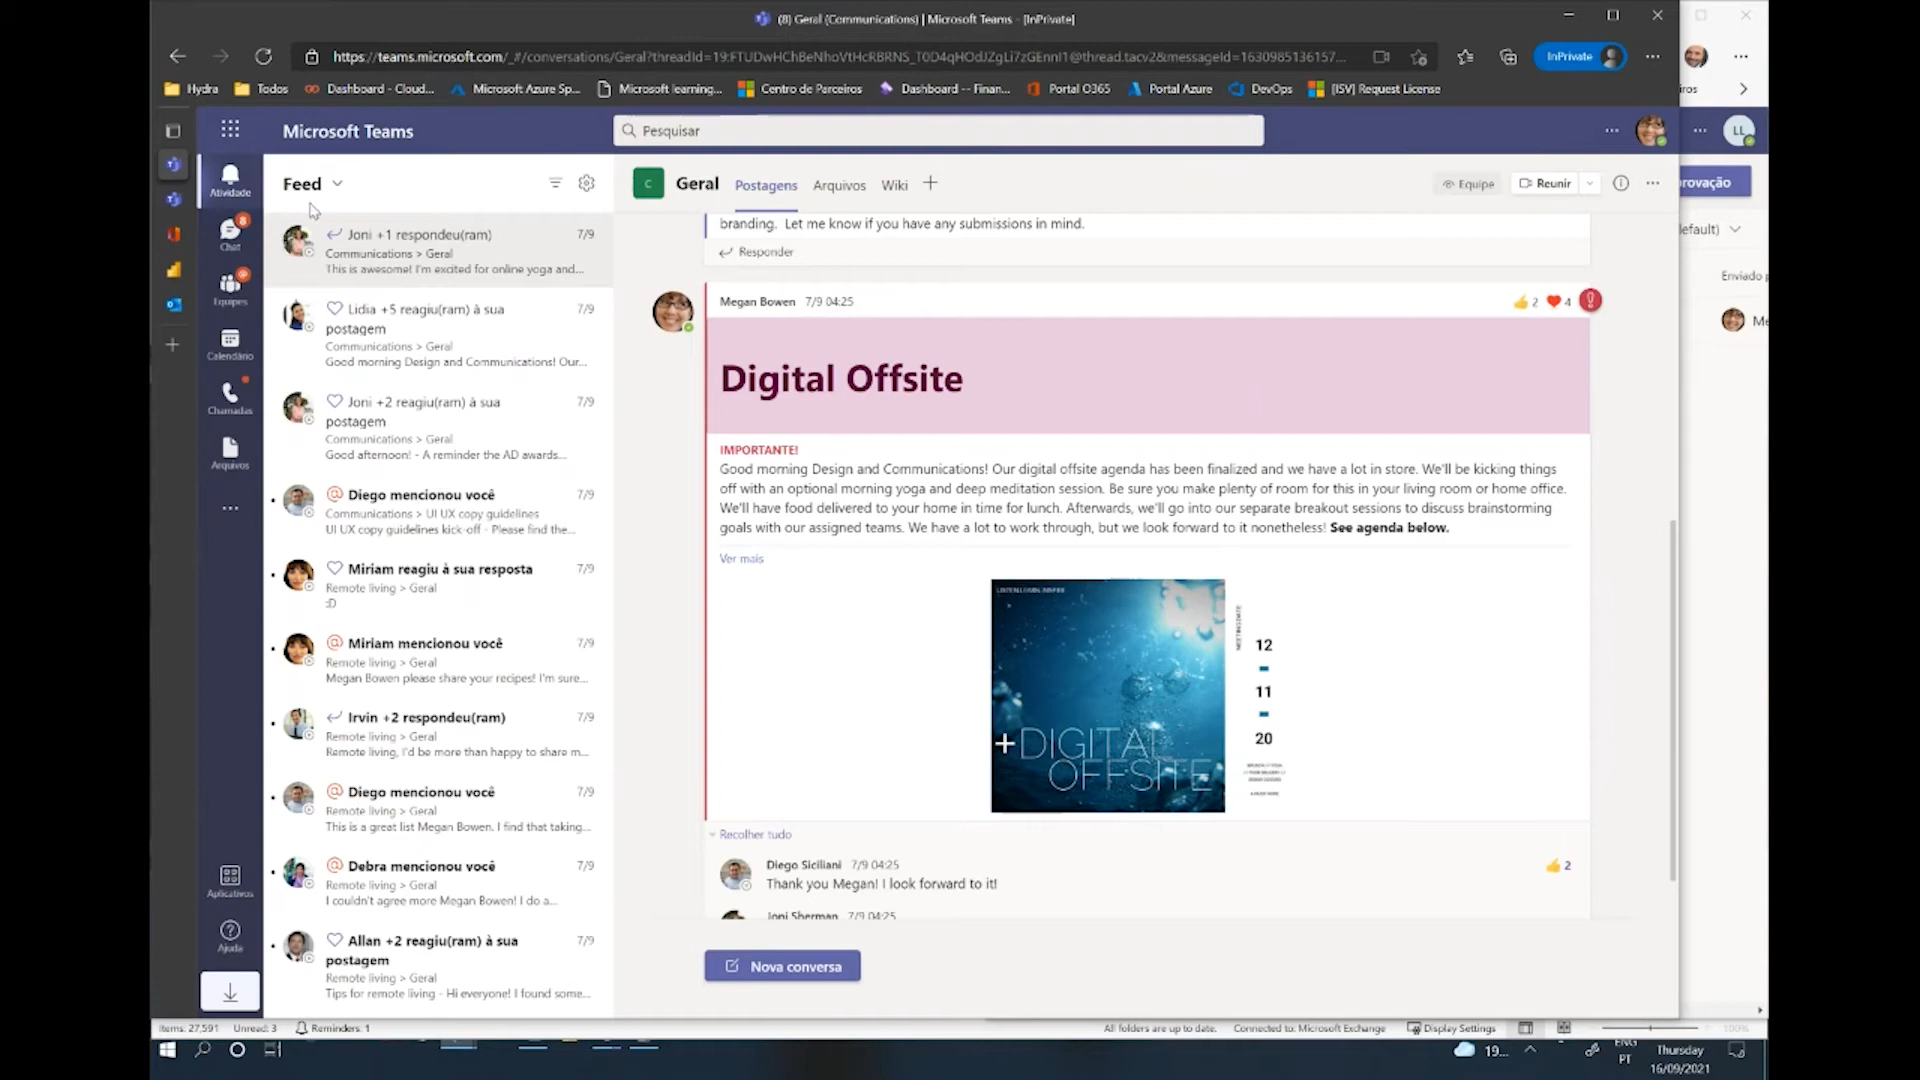 (8) Geral (Communications) | Microsoft Teams - [InPrivate]
https://teams.microsoft.com/_#/conversations/Geral?threadId=19:FTUDwHChBeNhoVtHcRBRNS_T0D4qHOdJZgLi7zGEnnI1@thread.tacv2&messageId=1630985136157...
InPrivate
Hydra
Todos
Dashboard - Cloud...
Microsoft Azure Sp...
Microsoft learning...
Centro de Parceiros
Dashboard -- Finan...
Portal O365
Portal Azure
DevOps
[ISV] Request License
iros
Microsoft Teams
Pesquisar
LL
Atividade
Chat
8
Equipes
Calendário
Chamadas
Arquivos
Aplicativos
Ajuda
Feed
Joni +1 respondeu(ram) 7/9
Communications > Geral
This is awesome! I'm excited for online yoga and...
Lidia +5 reagiu(ram) à sua 7/9
postagem
Communications > Geral
Good morning Design and Communications! Our...
Joni +2 reagiu(ram) à sua 7/9
postagem
Communications > Geral
Good afternoon! - A reminder the AD awards...
Diego mencionou você 7/9
Communications > UI UX copy guidelines
UI UX copy guidelines kick-off - Please find the...
Miriam reagiu à sua resposta 7/9
Remote living > Geral
:D
Miriam mencionou você 7/9
Remote living > Geral
Megan Bowen please share your recipes! I'm sure...
Irvin +2 respondeu(ram) 7/9
Remote living > Geral
Remote living, I'd be more than happy to share m...
Diego mencionou você 7/9
Remote living > Geral
This is a great list Megan Bowen. I find that taking...
Debra mencionou você 7/9
Remote living > Geral
I couldn't agree more Megan Bowen! I do a...
Allan +2 reagiu(ram) à sua 7/9
postagem
Remote living > Geral
Tips for remote living - Hi everyone! I found some...
C Geral Postagens Arquivos Wiki
Equipe
Reunir
rovação
efault)
Enviado p
Me
branding. Let me know if you have any submissions in mind.
Responder
Megan Bowen 7/9 04:25
2 4
Digital Offsite
IMPORTANTE!
Good morning Design and Communications! Our digital offsite agenda has been finalized and we have a lot in store. We'll be kicking things
off with an optional morning yoga and deep meditation session. Be sure you make plenty of room for this in your living room or home office.
We'll have food delivered to your home in time for lunch. Afterwards, we'll go into our separate breakout sessions to discuss brainstorming
goals with our assigned teams. We have a lot to work through, but we look forward to it nonetheless! See agenda below.
Ver mais
+DIGITAL
OFFSITE
12
11
20
Recolher tudo
Diego Siciliani 7/9 04:25
2
Thank you Megan! I look forward to it!
Joni Sherman 7/9 04:25
Nova conversa
Items: 27,591 Unread: 3 Reminders: 1
All folders are up to date. Connected to: Microsoft Exchange Display Settings
100%
19...
ENG
PT
Thursday
16/09/2021